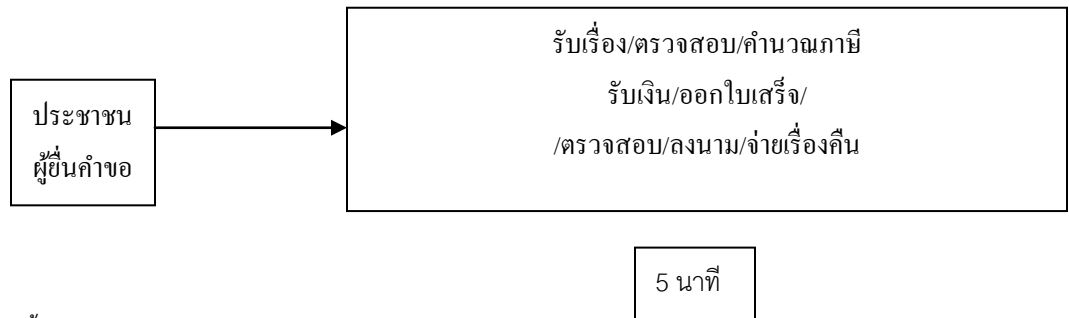 ประชาชน
ผู้ยื่นคำขอ
รับเรื่อง/ตรวจสอบ/คำนวณภาษี
รับเงิน/ออกใบเสร็จ/
/ตรวจสอบ/ลงนาม/จ่ายเรื่องคืน
5 นาที